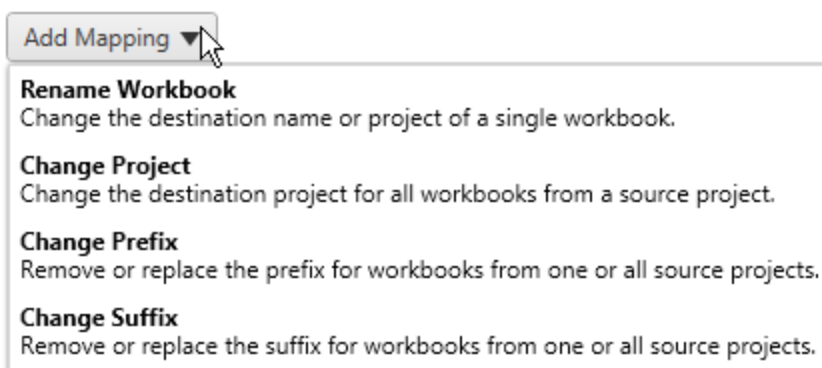 Add Mapping
Rename Workbook
Change the destination name or project of a single workbook.
Change Project
Change the destination project for all workbooks from a source project.
Change Prefix
Remove or replace the prefix for workbooks from one or all source projects.
Change Suffix
Remove or replace the suffix for workbooks from one or all source projects.